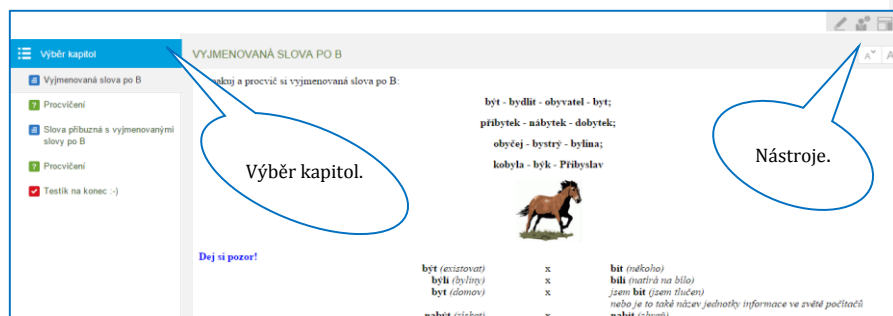 Výběr kapitol
Vyjmenovaná slova po B
Procvičení
Slova příbuzná s vyjmenovanými
slovy po B
Procvičení
Testík na konec :-)
Výběr kapitol.
VYJMENOVANÁ SLOVA PO B
a procvič si vyjmenovaná slova po B:
být - bydlit - obyvatel - byt;
příbytek - nábytek - dobytek;
obyčej - bystrý - bylina;
kobyla - býk - Přibyslav
Nástroje.
Dej si pozor!
být (existovat) x bít (někoho)
býlí (byliny) x bílí (natírá na bílo)
byt (domov) x jsem bit (jsem tlučen)
nebo je to také název jednotky informace ve světě počítačů